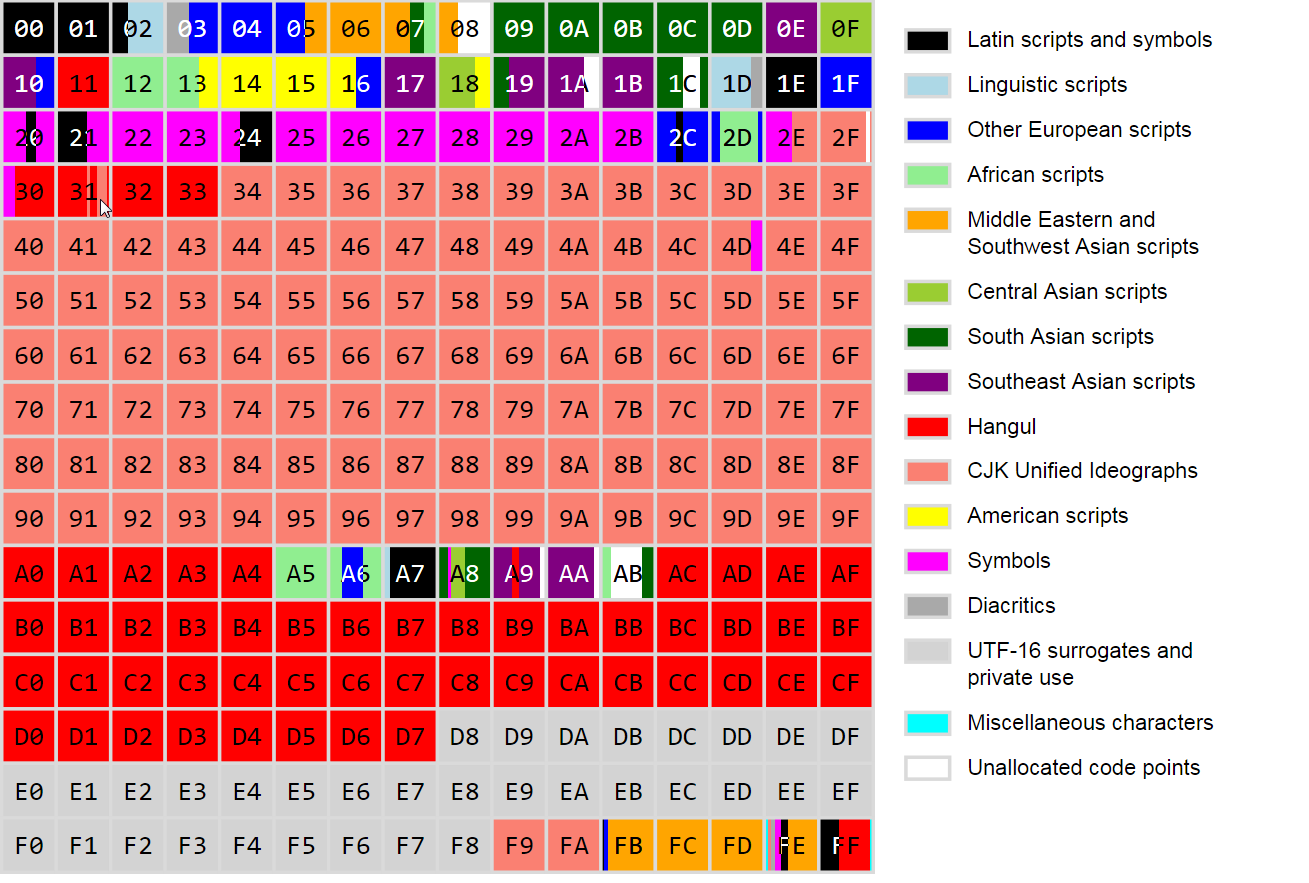 00 01 02 03 04 05 06 07 08 09 0A 0B 0C 0D 0E 0F
10 11 12 13 14 15 16 17 18 19 1A 1B 1C 1D 1E 1F
20 21 22 23 24 25 26 27 28 29 2A 2B 2C 2D 2E 2F
30 31 32 33 34 35 36 37 38 39 3A 3B 3C 3D 3E 3F
40 41 42 43 44 45 46 47 48 49 4A 4B 4C 4D 4E 4F
50 51 52 53 54 55 56 57 58 59 5A 5B 5C 5D 5E 5F
60 61 62 63 64 65 66 67 68 69 6A 6B 6C 6D 6E 6F
70 71 72 73 74 75 76 77 78 79 7A 7B 7C 7D 7E 7F
80 81 82 83 84 85 86 87 88 89 8A 8B 8C 8D 8E 8F
90 91 92 93 94 95 96 97 98 99 9A 9B 9C 9D 9E 9F
A0 A1 A2 A3 A4 A5 A6 A7 A8 A9 AA AB AC AD AE AF
B0 B1 B2 B3 B4 B5 B6 B7 B8 B9 BA BB BC BD BE BF
C0 C1 C2 C3 C4 C5 C6 C7 C8 C9 CA CB CC CD CE CF
D0 D1 D2 D3 D4 D5 D6 D7 D8 D9 DA DB DC DD DE DF
E0 E1 E2 E3 E4 E5 E6 E7 E8 E9 EA EB EC ED EE EF
F0 F1 F2 F3 F4 F5 F6 F7 F8 F9 FA FB FC FD FE FF
Latin scripts and symbols
Linguistic scripts
Other European scripts
African scripts
Middle Eastern and
Southwest Asian scripts
Central Asian scripts
South Asian scripts
Southeast Asian scripts
Hangul
CJK Unified Ideographs
American scripts
Symbols
Diacritics
UTF-16 surrogates and
private use
Miscellaneous characters
Unallocated code points